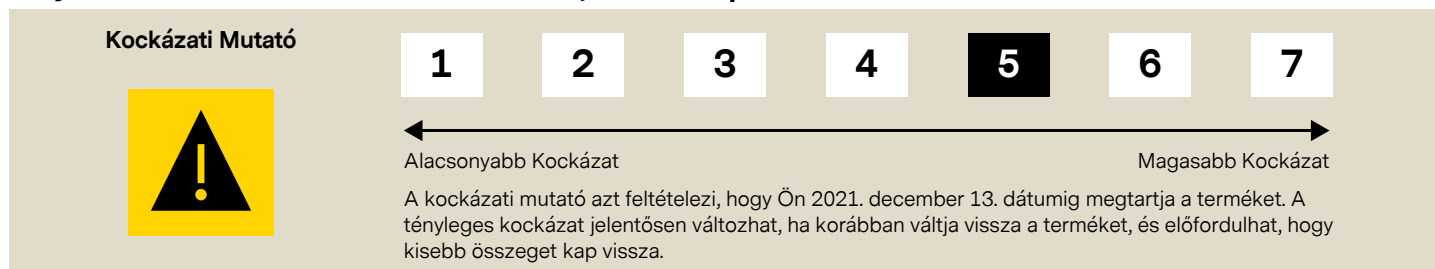 Kockázati Mutató
1 2 3 4 5 6 7
Alacsonyabb Kockázat Magasabb Kockázat
A kockázati mutató azt feltételezi, hogy Ön 2021. december 13. dátumig megtartja a terméket. A
tényleges kockázat jelentősen változhat, ha korábban váltja vissza a terméket, és előfordulhat, hogy
kisebb összeget kap vissza.